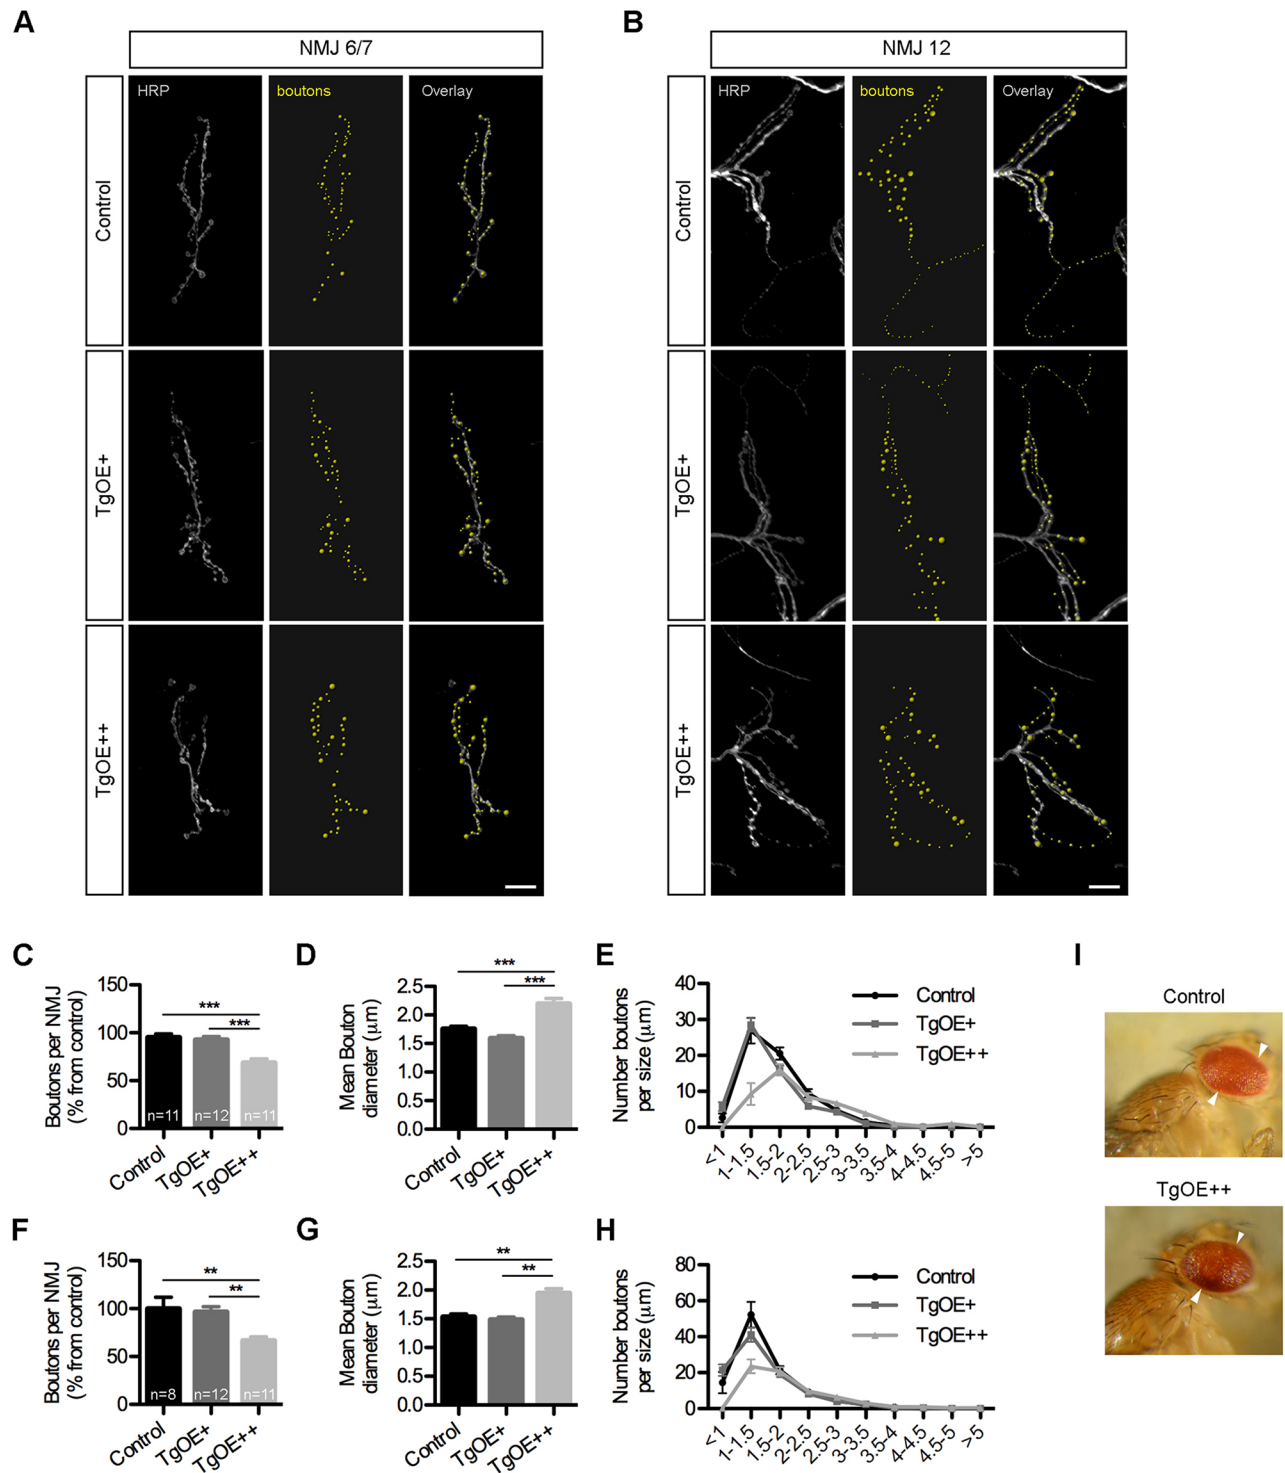 A
B
NMJ 6/7
NMJ 12
HRP
boutons
Overlay
HRP
boutons
Overlay
Control
TgOE+
TgOE++
Control
TgOE+
TgOE++
C
Boutons per NMJ
(% from control)
150
100
50
0
***
***
n=11
n=12
n=11
Control
TgOE+
TgOE++
D
Mean Bouton
diameter (μm)
2.5
2.0
1.5
1.0
0.5
0.0
***
***
Control
TgOE+
TgOE++
E
Number boutons
per size (μm)
40
30
20
10
0
Control
TgOE+
TgOE++
<1
1-1.5
1.5-2
2-2.5
2.5-3
3-3.5
3.5-4
4-4.5
4.5-5
>5
I
Control
TgOE++
F
Boutons per NMJ
(% from control)
150
100
50
0
**
**
n=8
n=12
n=11
Control
TgOE+
TgOE++
G
Mean Bouton
diameter (μm)
2.5
2.0
1.5
1.0
0.5
0.0
**
**
Control
TgOE+
TgOE++
H
Number boutons
per size (μm)
80
60
40
20
0
Control
TgOE+
TgOE++
<1
1-1.5
1.5-2
2-2.5
2.5-3
3-3.5
3.5-4
4-4.5
4.5-5
>5